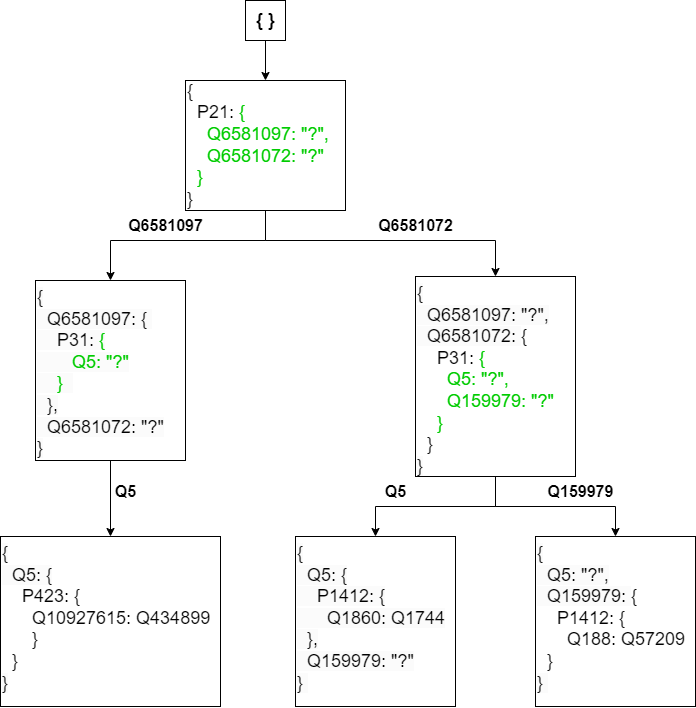 { }
{
P21: {
Q6581097: "?",
Q6581072: "?"
}
}
Q6581097
Q6581072
{
Q6581097: {
P31: {
Q5: "?"
}
},
Q6581072: "?"
}
{
Q6581097: "?",
Q6581072: {
P31: {
Q5: "?",
Q159979: "?"
}
}
}
Q5
Q5
Q159979
{
Q5: {
P423: {
Q10927615: Q434899
}
}
}
{
Q5: {
P1412: {
Q1860: Q1744
},
Q159979: "?"
}
{
Q5: "?",
Q159979: {
P1412: {
Q188: Q57209
}
}